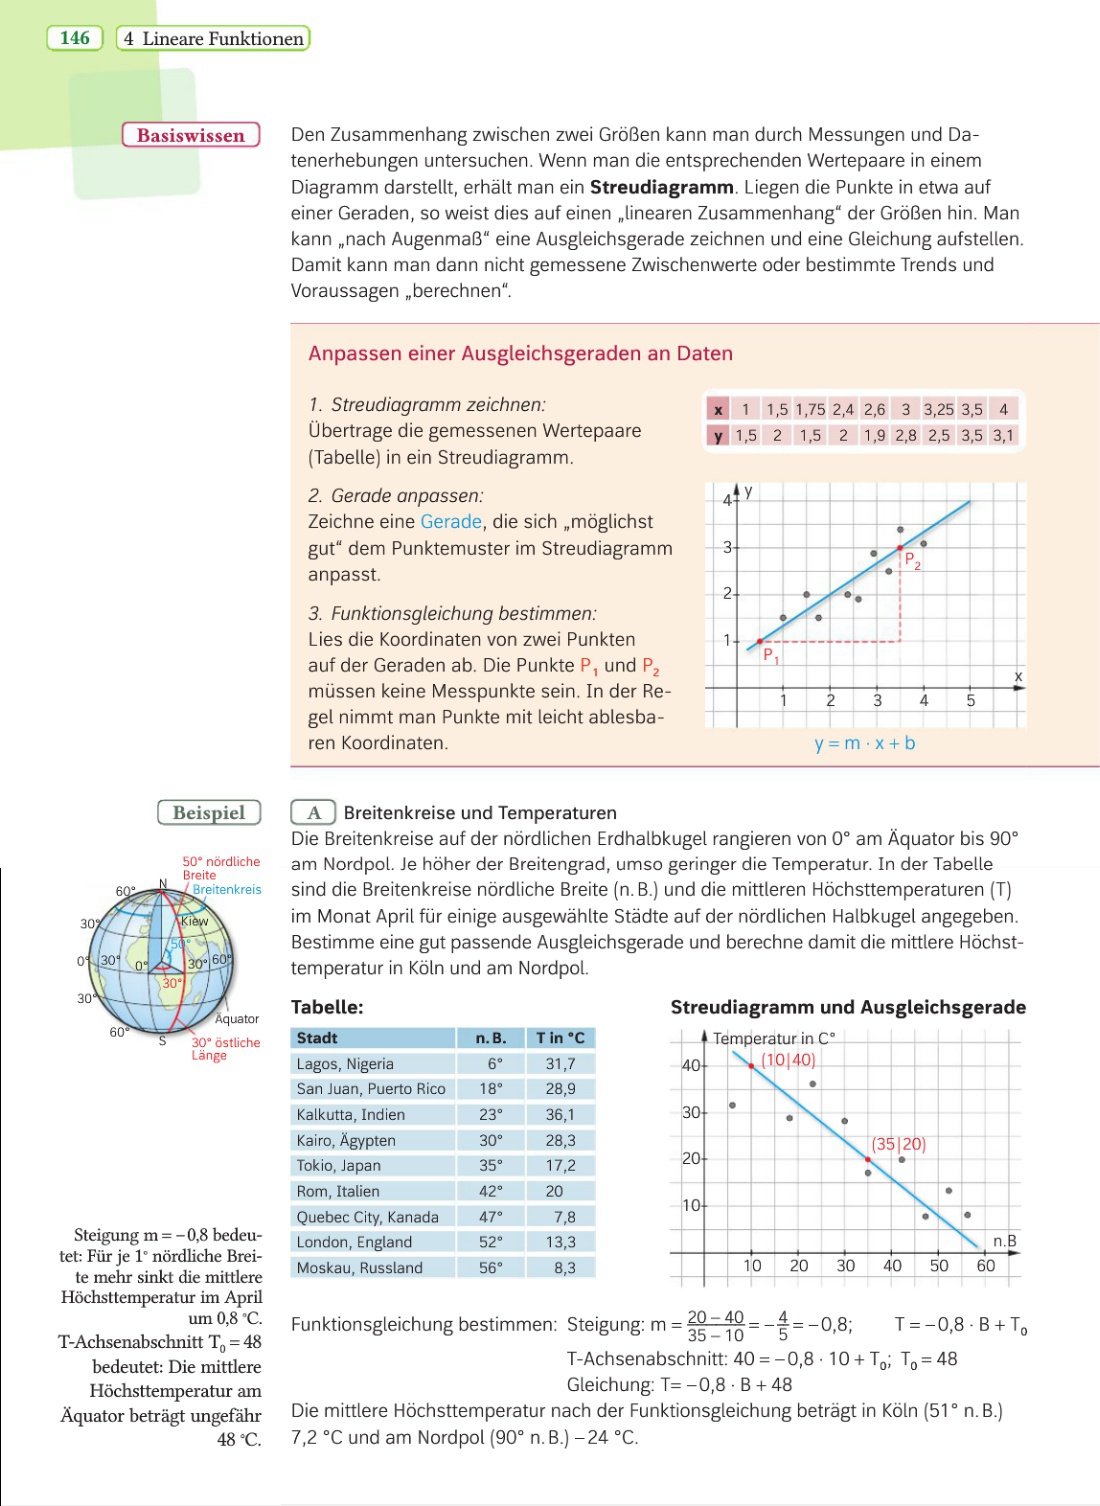 146
4 Lineare Funktionen
Basiswissen
Den Zusammenhang zwischen zwei Größen kann man durch Messungen und Da-
tenerhebungen untersuchen. Wenn man die entsprechenden Wertepaare in einem
Diagramm darstellt, erhält man ein Streudiagramm. Liegen die Punkte in etwa auf
einer Geraden, so weist dies auf einen „linearen Zusammenhang“ der Größen hin. Man
kann „nach Augenmaß“ eine Ausgleichsgerade zeichnen und eine Gleichung aufstellen.
Damit kann man dann nicht gemessene Zwischenwerte oder bestimmte Trends und
Voraussagen „berechnen“.
Anpassen einer Ausgleichsgeraden an Daten
1. Streudiagramm zeichnen:
Übertrage die gemessenen Wertepaare
(Tabelle) in ein Streudiagramm.
2. Gerade anpassen:
Zeichne eine Gerade, die sich „möglichst
gut“ dem Punktemuster im Streudiagramm
anpasst.
3. Funktionsgleichung bestimmen:
Lies die Koordinaten von zwei Punkten
auf der Geraden ab. Die Punkte P₁ und P₂
müssen keine Messpunkte sein. In der Re-
gel nimmt man Punkte mit leicht ablesba-
ren Koordinaten.
x 1 1,5 1,75 2,4 2,6 3 3,25 3,5 4
y 1,5 2 1,5 2 1,9 2,8 2,5 3,5 3,1
4 y
3
P₂
2
1
P₁
x
1 2 3 4 5
y = m · x + b
Beispiel
50° nördliche
Breite
Breitenkreis
N
60°
Kiew
30°
50°
0° 30° 0° 30° 60°
30°
30°
Äquator
60°
S
30° östliche
Länge
A Breitenkreise und Temperaturen
Die Breitenkreise auf der nördlichen Erdhalbkugel rangieren von 0° am Äquator bis 90°
am Nordpol. Je höher der Breitengrad, umso geringer die Temperatur. In der Tabelle
sind die Breitenkreise nördliche Breite (n. B.) und die mittleren Höchsttemperaturen (T)
im Monat April für einige ausgewählte Städte auf der nördlichen Halbkugel angegeben.
Bestimme eine gut passende Ausgleichsgerade und berechne damit die mittlere Höchst-
temperatur in Köln und am Nordpol.
Tabelle:
Stadt n. B. T in °C
Lagos, Nigeria 6° 31,7
San Juan, Puerto Rico 18° 28,9
Kalkutta, Indien 23° 36,1
Kairo, Ägypten 30° 28,3
Tokio, Japan 35° 17,2
Rom, Italien 42° 20
Quebec City, Kanada 47° 7,8
London, England 52° 13,3
Moskau, Russland 56° 8,3
Streudiagramm und Ausgleichsgerade
Temperatur in C°
40 (10|40)
30
(35|20)
20
10
n.B
10 20 30 40 50 60
Steigung m = −0,8 bedeu-
tet: Für je 1° nördliche Brei-
te mehr sinkt die mittlere
Höchsttemperatur im April
um 0,8 °C.
T-Achsenabschnitt T₀ = 48
bedeutet: Die mittlere
Höchsttemperatur am
Äquator beträgt ungefähr
48 °C.
Funktionsgleichung bestimmen: Steigung: m = (20 − 40)/(35 − 10) = −4/5 = −0,8; T = −0,8 · B + T₀
T-Achsenabschnitt: 40 = −0,8 · 10 + T₀; T₀ = 48
Gleichung: T= −0,8 · B + 48
Die mittlere Höchsttemperatur nach der Funktionsgleichung beträgt in Köln (51° n. B.)
7,2 °C und am Nordpol (90° n. B.) −24 °C.